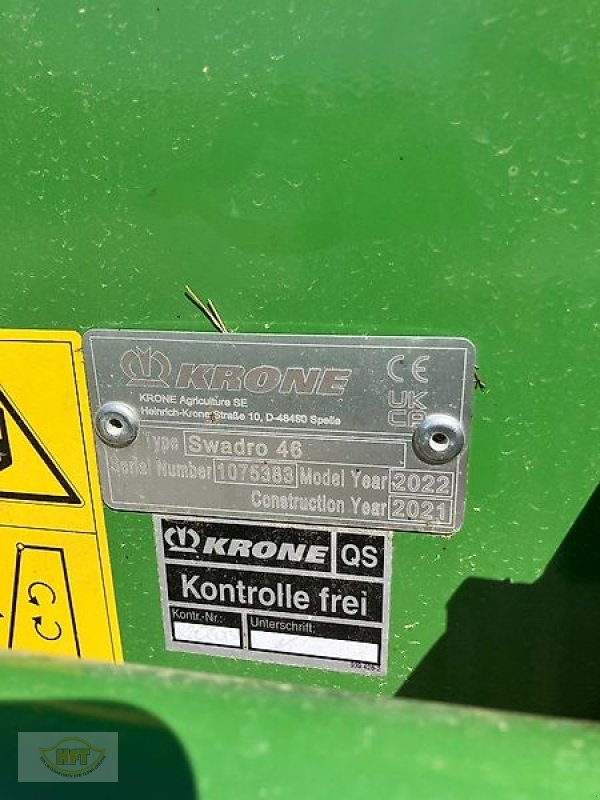 KRONE
CE
KRONE Agriculture SE
Heinrich-Krone-Straße 10, D-48480 Spelle
UK
CA
Type Swadro 46
Serial Number 1075383 Model Year 2022
Construction Year 2021
KRONE QS
Kontrolle frei
Kontr.-Nr.: Unterschrift:
HFT